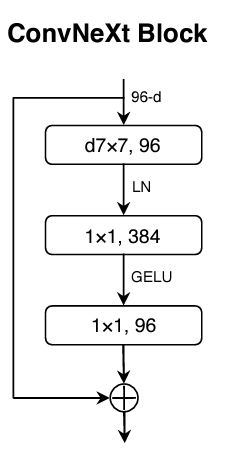 ConvNeXt Block
96-d
d7×7, 96
LN
1×1, 384
GELU
1×1, 96